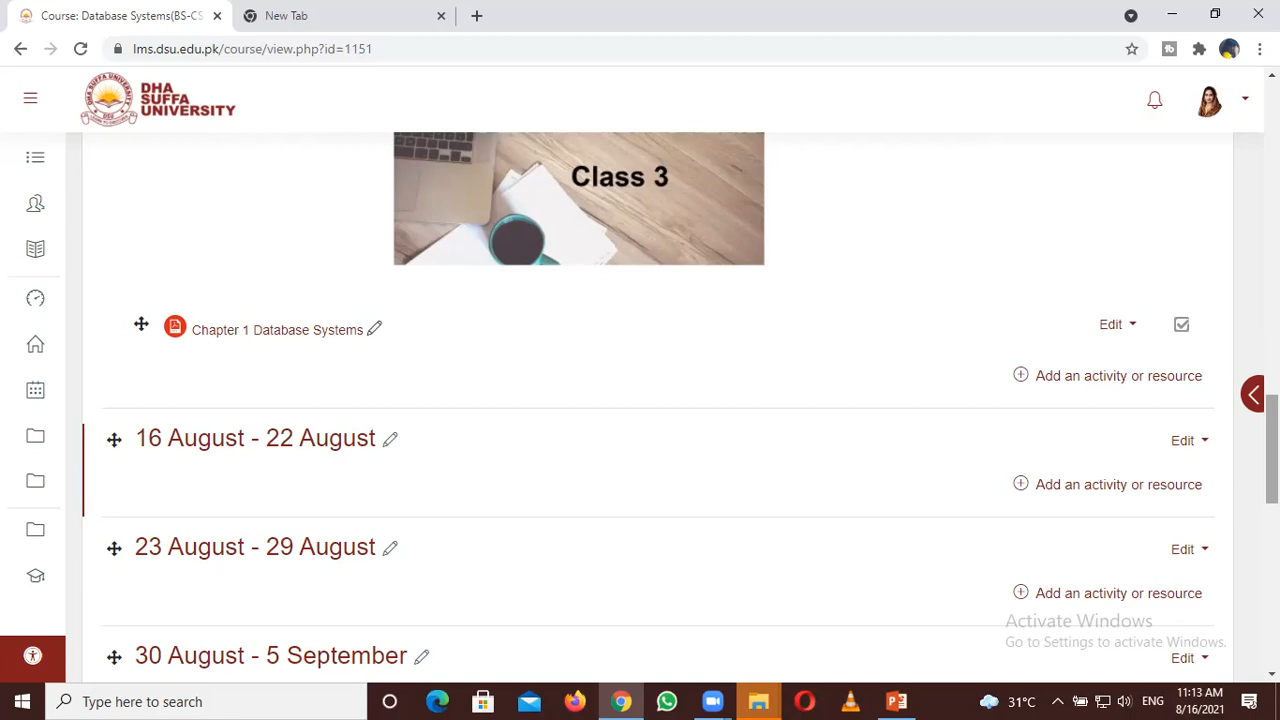 Course: Database Systems(BS-CS
New Tab
lms.dsu.edu.pk/course/view.php?id=1151
DHA
SUFFA
UNIVERSITY
Class 3
Chapter 1 Database Systems
Edit
Add an activity or resource
16 August - 22 August
Edit
Add an activity or resource
23 August - 29 August
Edit
Add an activity or resource
Activate Windows
Go to Settings to activate Windows.
30 August - 5 September
Edit
Type here to search
31°C
ENG
11:13 AM
8/16/2021